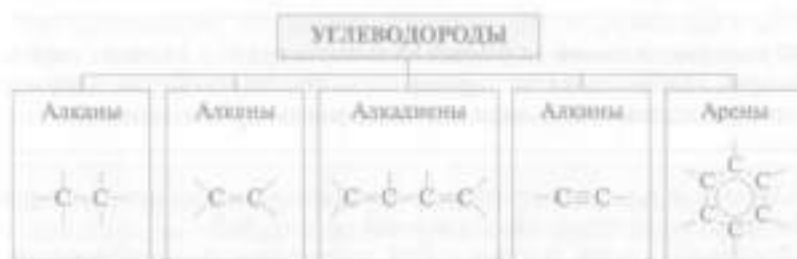 УГЛЕВОДОРОДЫ
Алканы
Алкены
Алкадиены
Алкины
Арены
–C–C–
C=C
C=C–C=C
–C≡C–
C
C C
C C
C